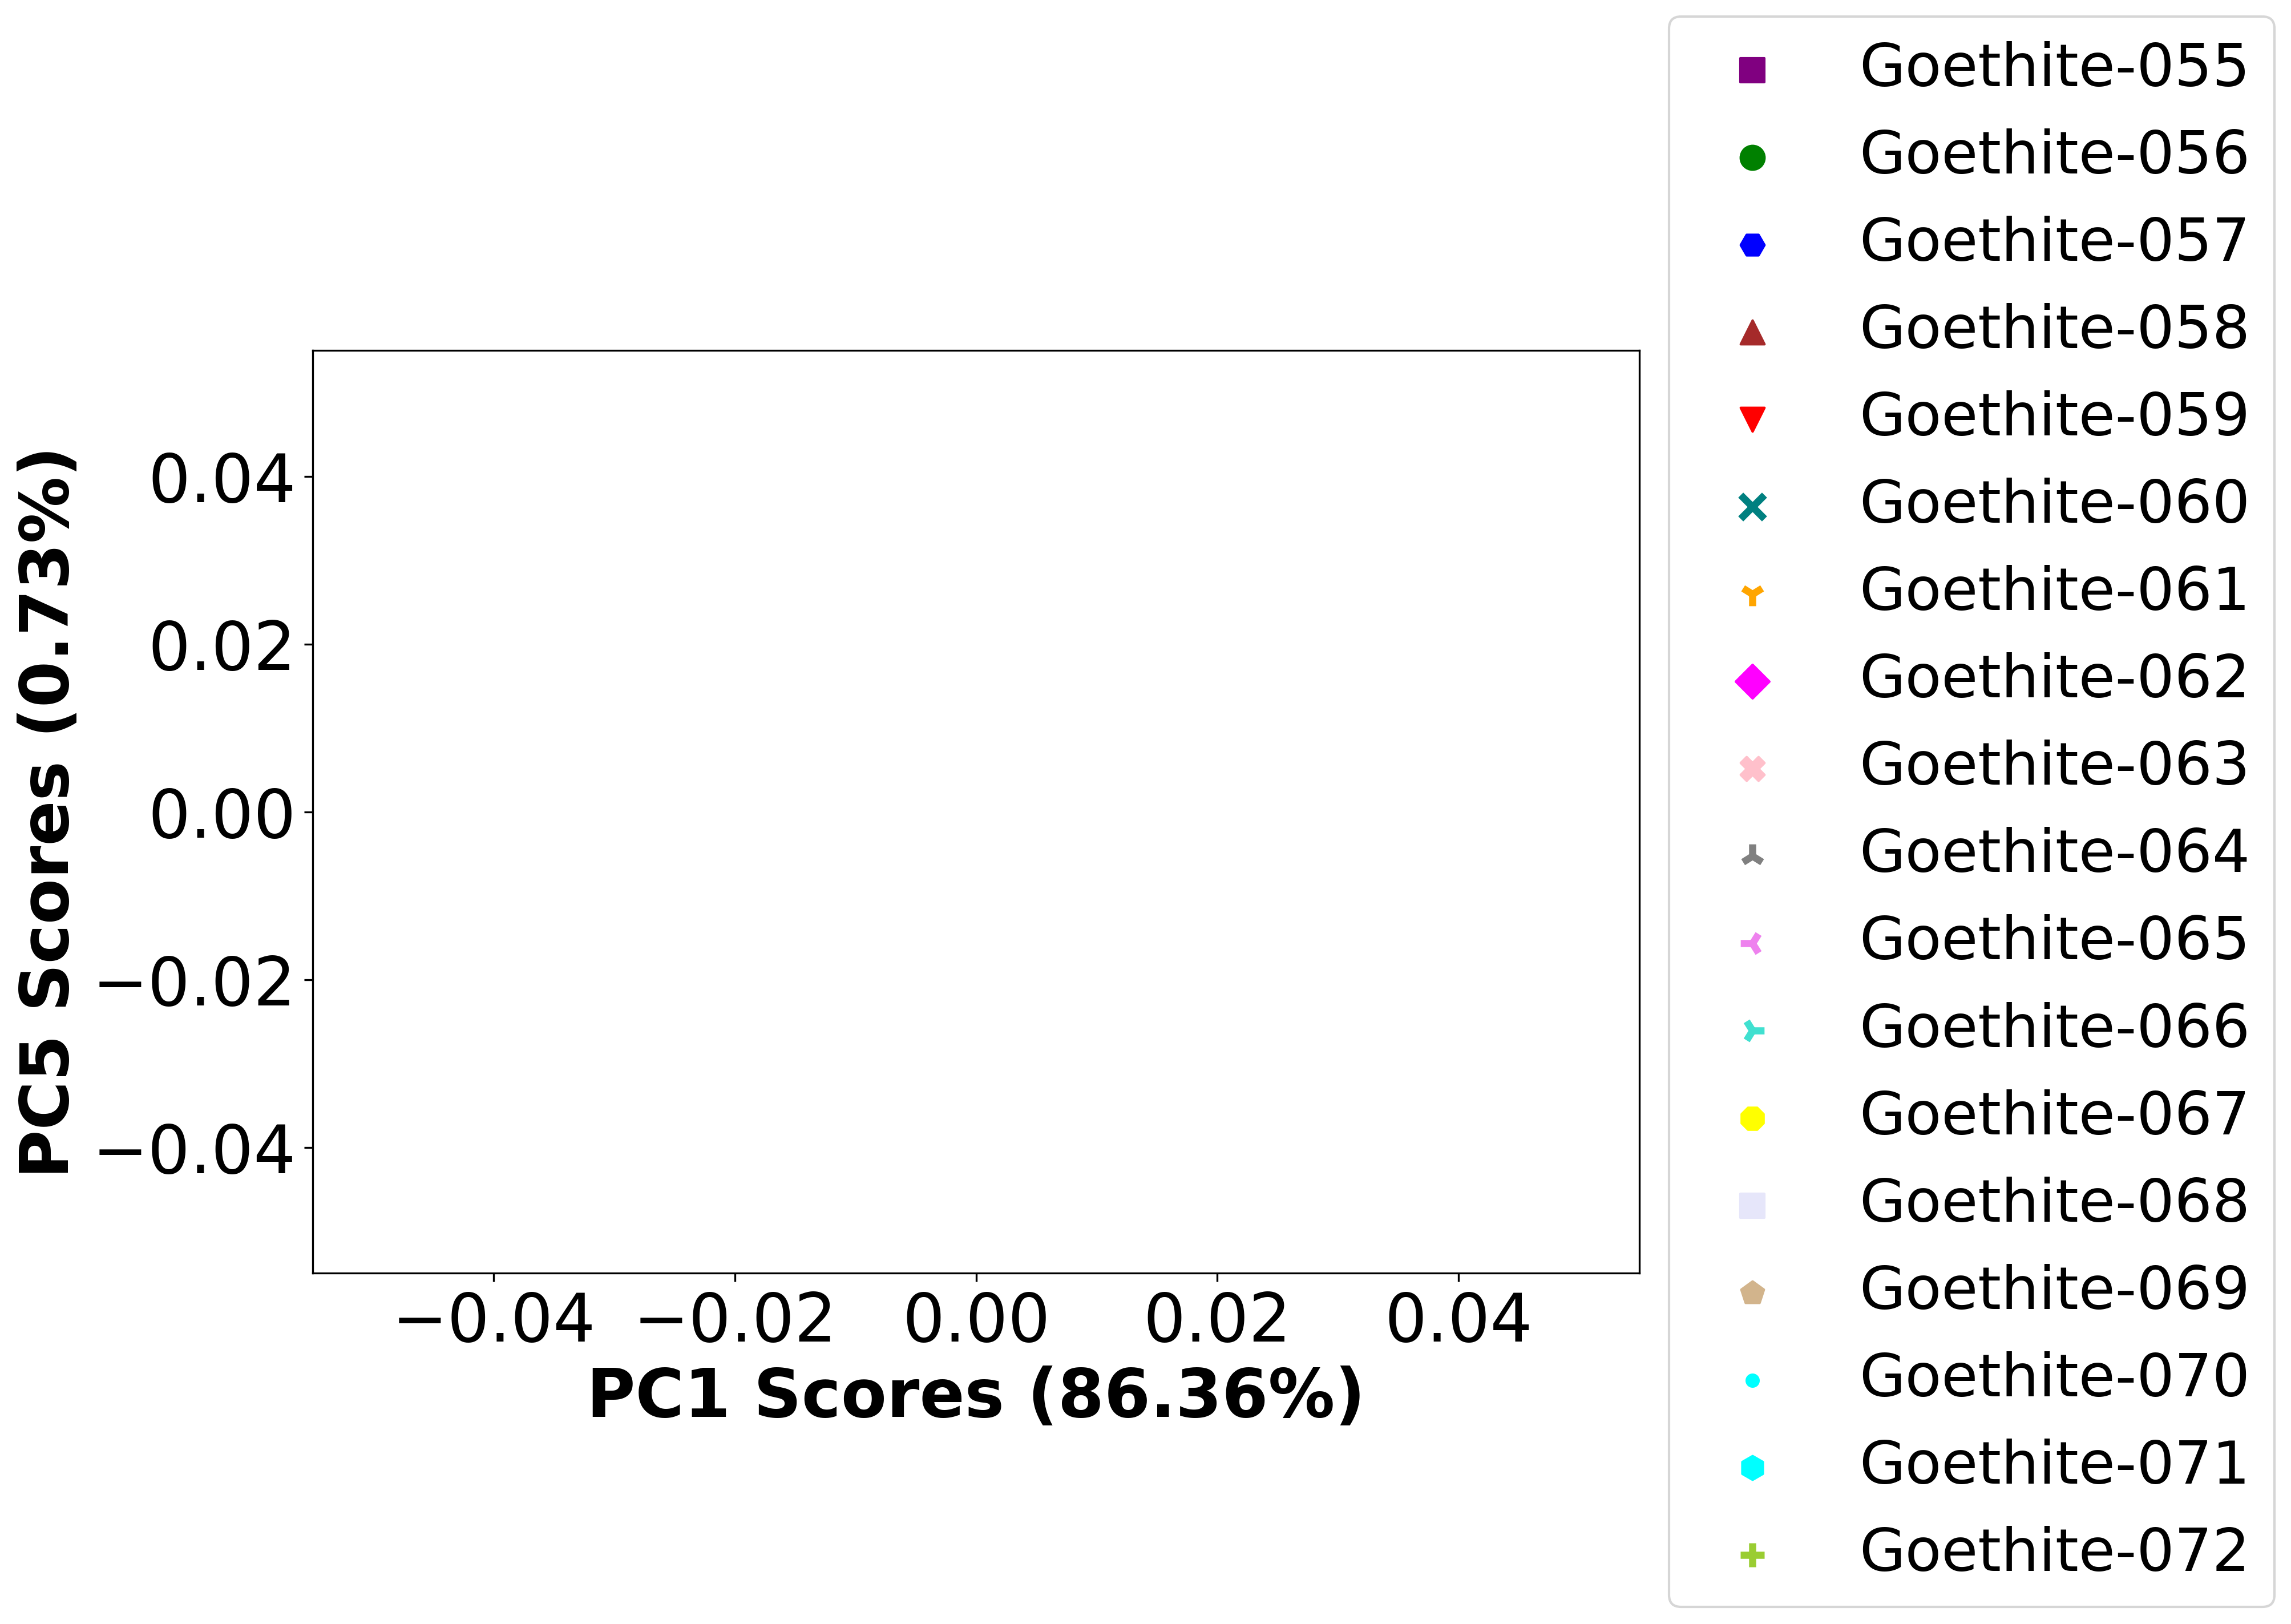 PC5 Scores (0.73%)
0.04
0.02
0.00
−0.02
−0.04
−0.04
−0.02
0.00
0.02
0.04
PC1 Scores (86.36%)
Goethite-055
Goethite-056
Goethite-057
Goethite-058
Goethite-059
Goethite-060
Goethite-061
Goethite-062
Goethite-063
Goethite-064
Goethite-065
Goethite-066
Goethite-067
Goethite-068
Goethite-069
Goethite-070
Goethite-071
Goethite-072